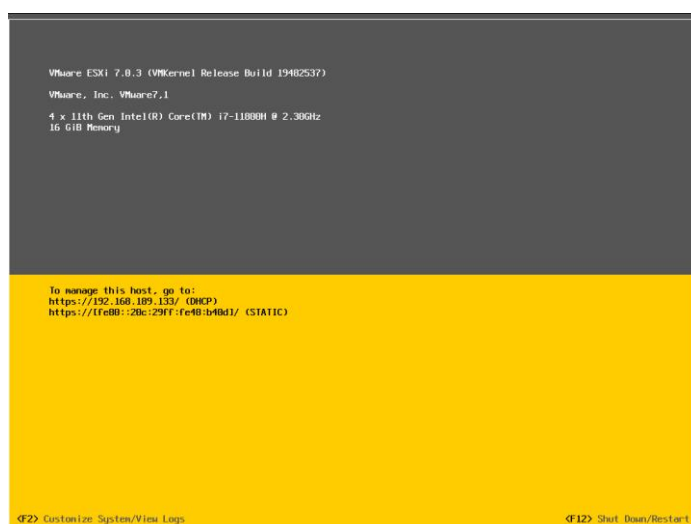 VMware ESXi 7.0.3 (VMKernel Release Build 19482537)
VMware, Inc. VMware7,1
4 x 11th Gen Intel(R) Core(TM) i7-11800H @ 2.30GHz
16 GiB Memory
To manage this host, go to:
https://192.168.189.133/ (DHCP)
https://[fe80::20c:29ff:fe40:b40d]/ (STATIC)
<F2> Customize System/View Logs
<F12> Shut Down/Restart